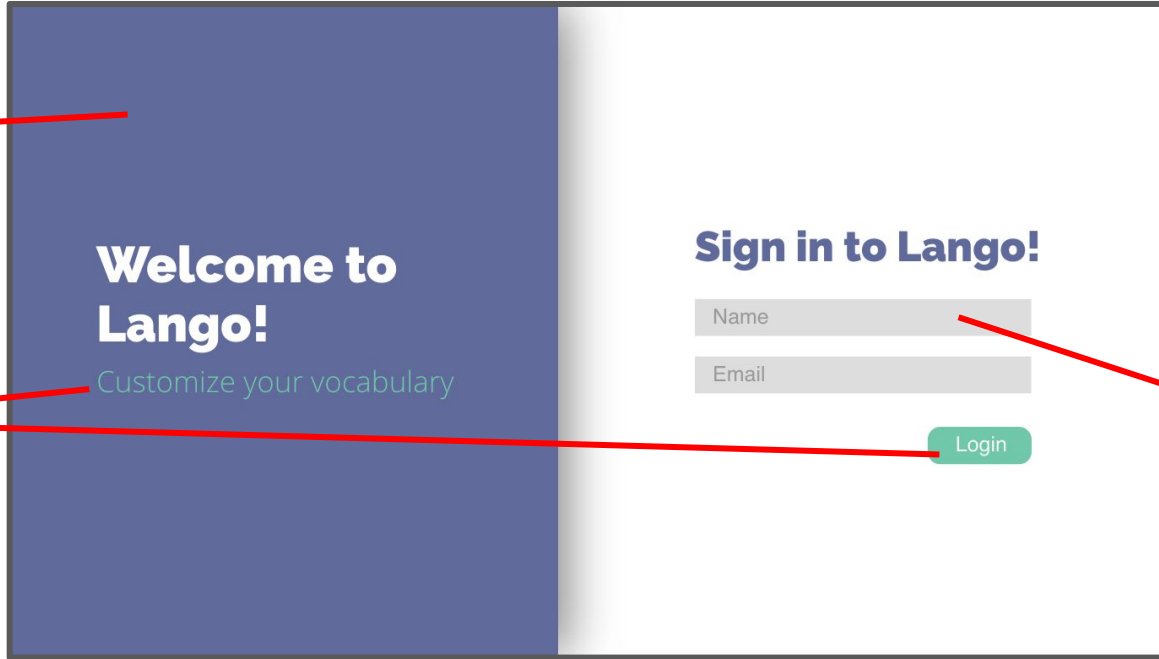 Welcome to
Lango!
Customize your vocabulary
Sign in to Lango!
Name
Email
Login